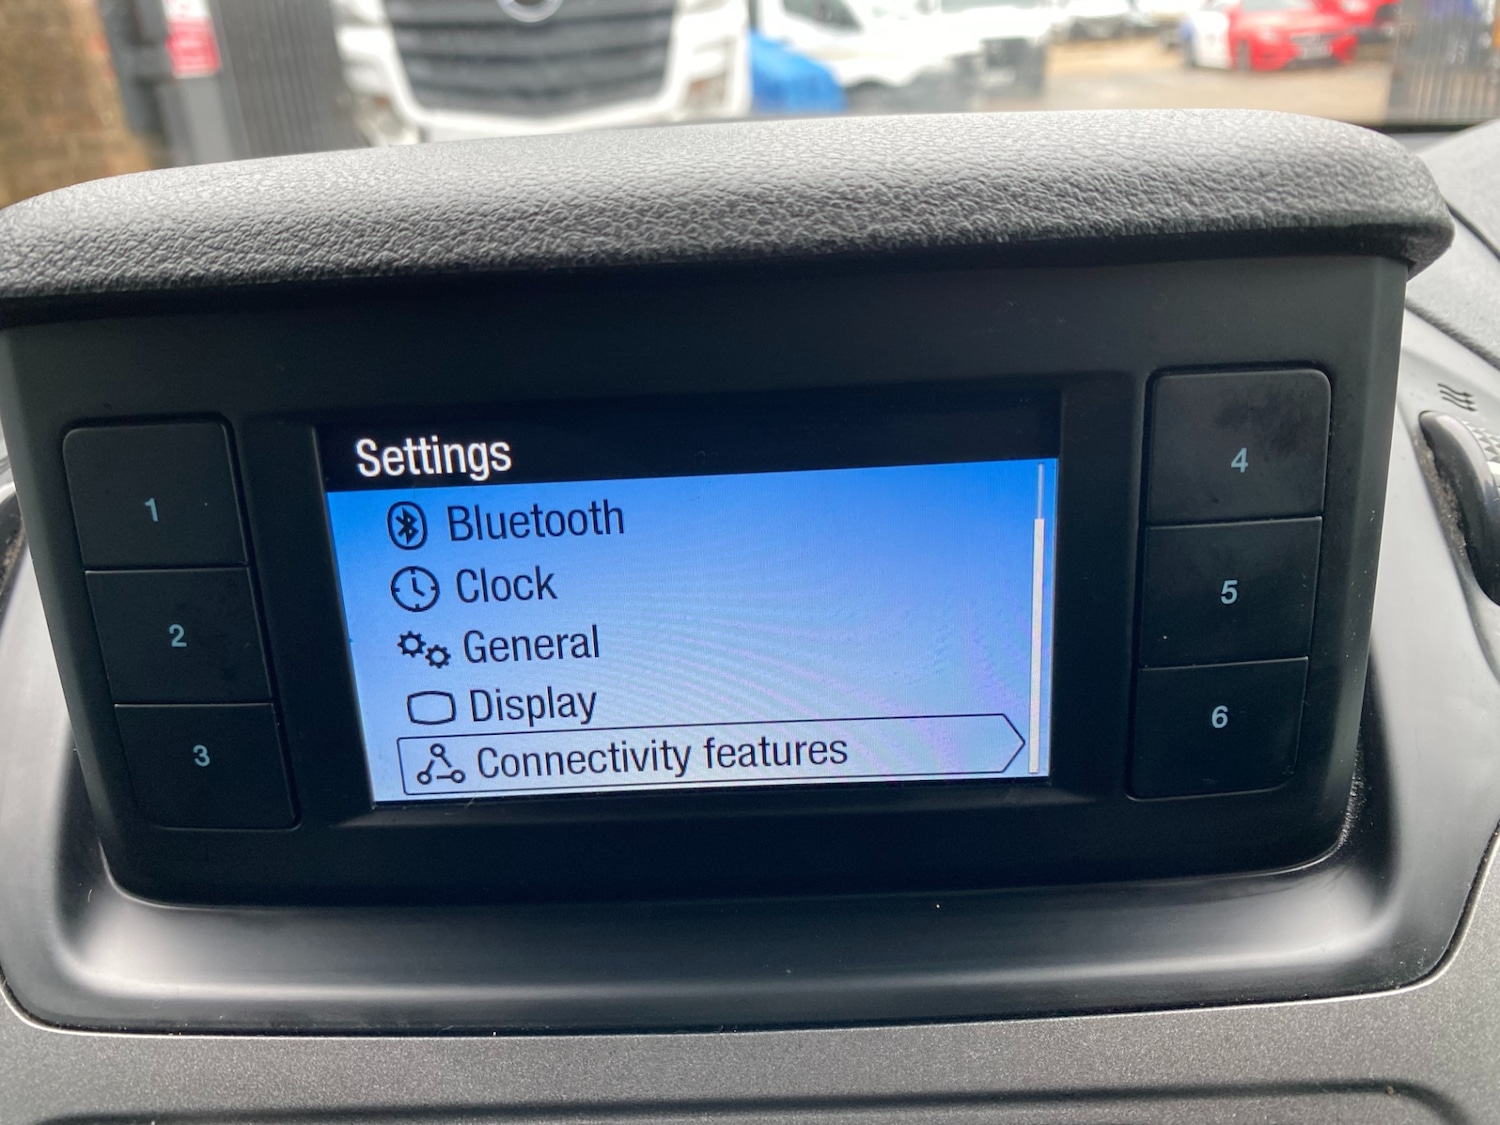 Settings
Bluetooth
Clock
General
Display
Connectivity features
1
2
3
4
5
6